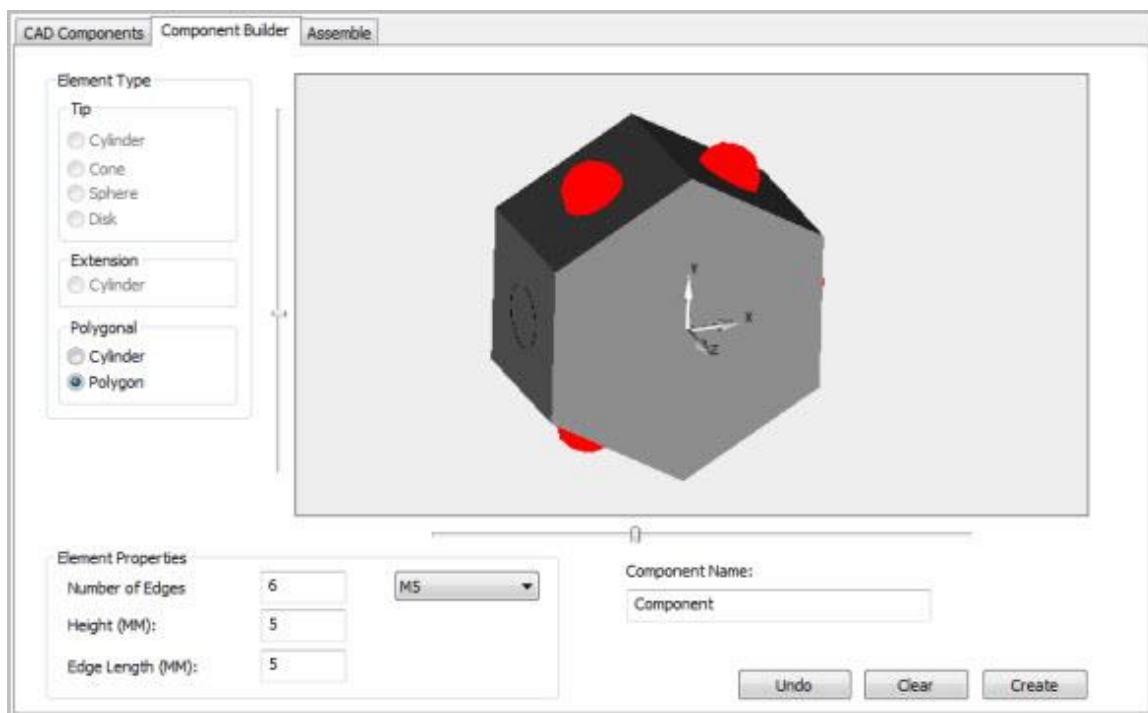 CAD Components Component Builder Assemble
Element Type
Tip
Cylinder
Cone
Sphere
Disk
Extension
Cylinder
Polygonal
Cylinder
Polygon
Y
X
Z
Element Properties
Number of Edges 6 M5
Height (MM): 5
Edge Length (MM): 5
Component Name:
Component
Undo Clear Create